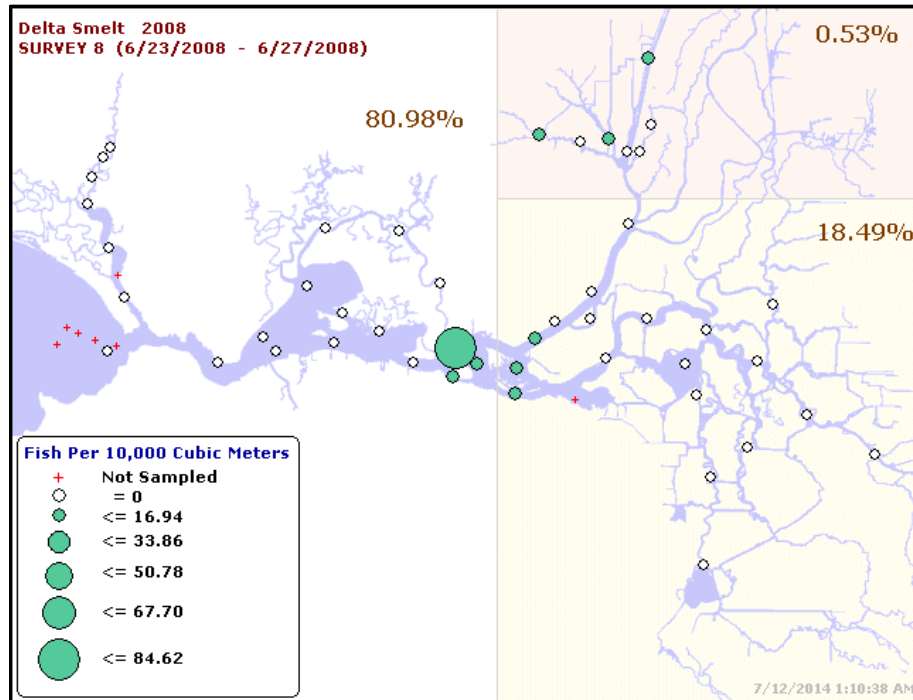 Delta Smelt 2008
SURVEY 8 (6/23/2008 - 6/27/2008)
0.53%
80.98%
18.49%
Fish Per 10,000 Cubic Meters
Not Sampled
= 0
<= 16.94
<= 33.86
<= 50.78
<= 67.70
<= 84.62
7/12/2014 1:10:38 AM